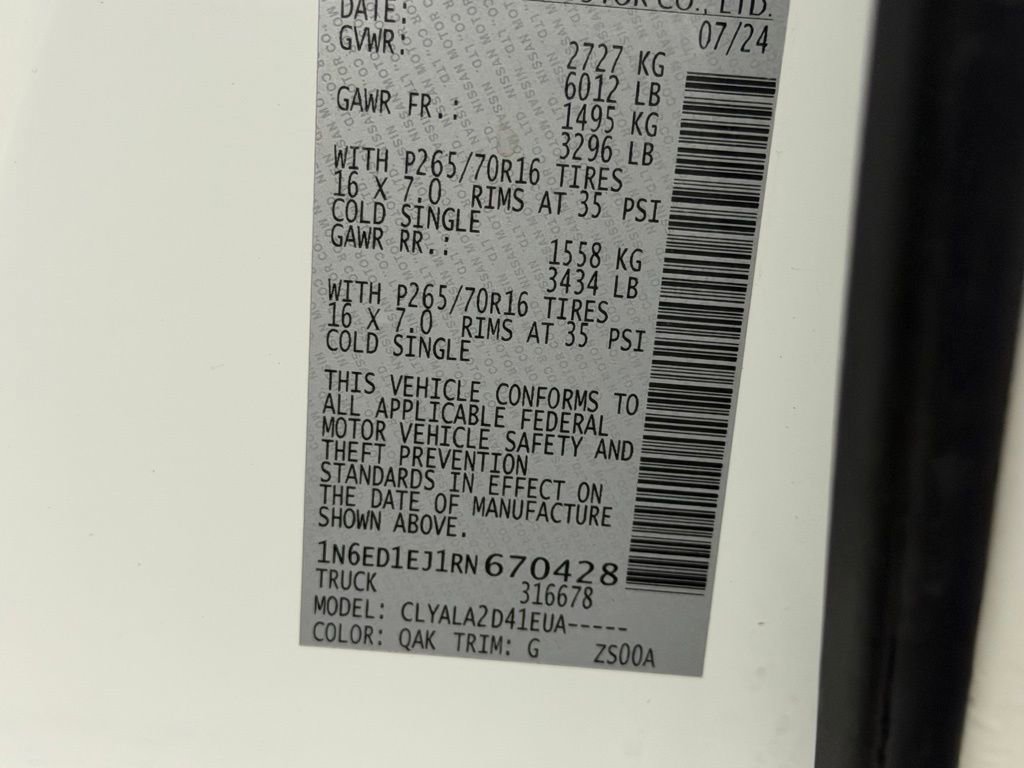 CO., LTD.
DATE: 07/24
GVWR: 2727 KG
6012 LB
GAWR FR.: 1495 KG
3296 LB
WITH P265/70R16 TIRES
16 X 7.0 RIMS AT 35 PSI
COLD SINGLE
GAWR RR.: 1558 KG
3434 LB
WITH P265/70R16 TIRES
16 X 7.0 RIMS AT 35 PSI
COLD SINGLE
THIS VEHICLE CONFORMS TO
ALL APPLICABLE FEDERAL
MOTOR VEHICLE SAFETY AND
THEFT PREVENTION
STANDARDS IN EFFECT ON
THE DATE OF MANUFACTURE
SHOWN ABOVE.
1N6ED1EJ1RN670428
TRUCK 316678
MODEL: CLYALA2D41EUA-----
COLOR: QAK TRIM: G ZS00A